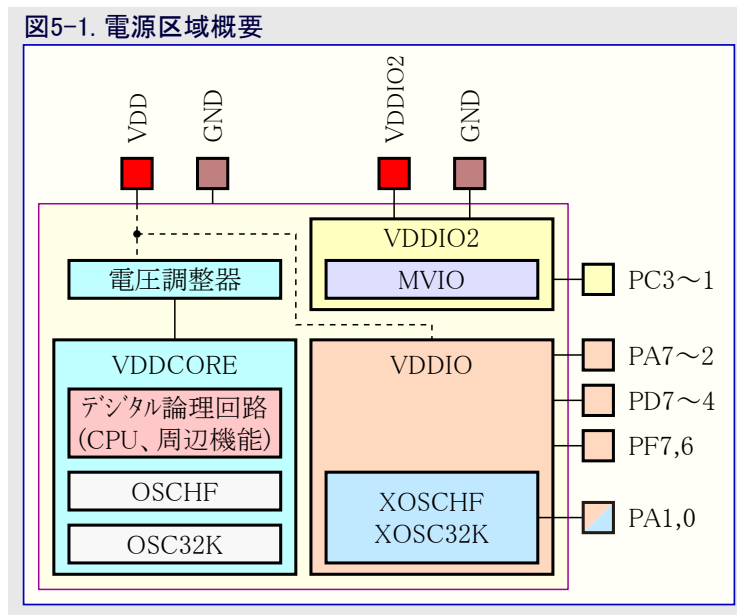 図5-1. 電源区域概要
VDD
GND
VDDIO2
GND
VDDIO2
MVIO
電圧調整器
PC3～1
VDDCORE
デジタル論理回路
(CPU、周辺機能)
OSCHF
OSC32K
VDDIO
XOSCHF
XOSC32K
PA7～2
PD7～4
PF7,6
PA1,0